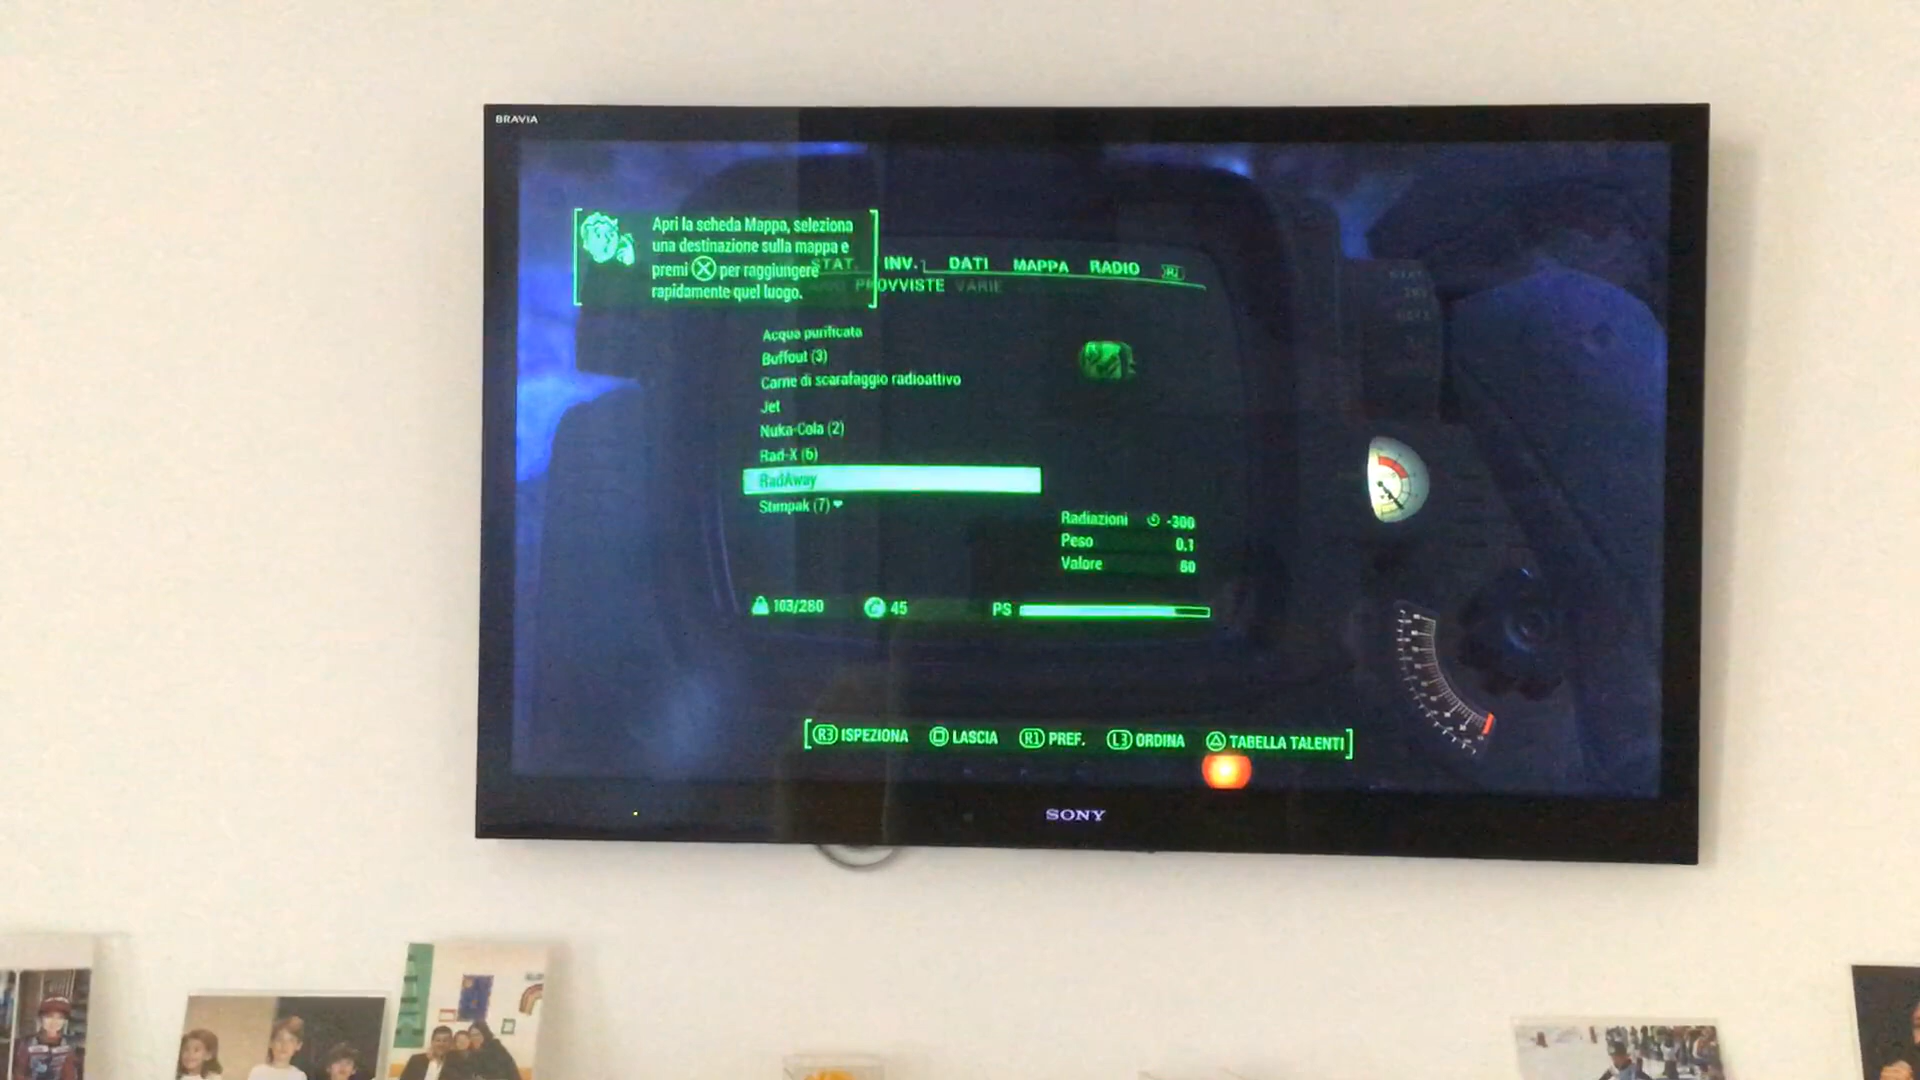 BRAVIA
Apri la scheda Mappa, seleziona
una destinazione sulla mappa e
premi X per raggiungere
rapidamente quel luogo.
STAT. INV. DATI MAPPA RADIO R2
PROVVISTE VARIE
Acqua purificata
Buffout (3)
Carne di scarafaggio radioattivo
Jet
Nuka-Cola (2)
Rad-X (6)
RadAway
Stimpak (7)
Radiazioni -300
Peso 0.1
Valore 80
103/280 45 PS
R3 ISPEZIONA LASCIA R1 PREF. L3 ORDINA TABELLA TALENTI
SONY